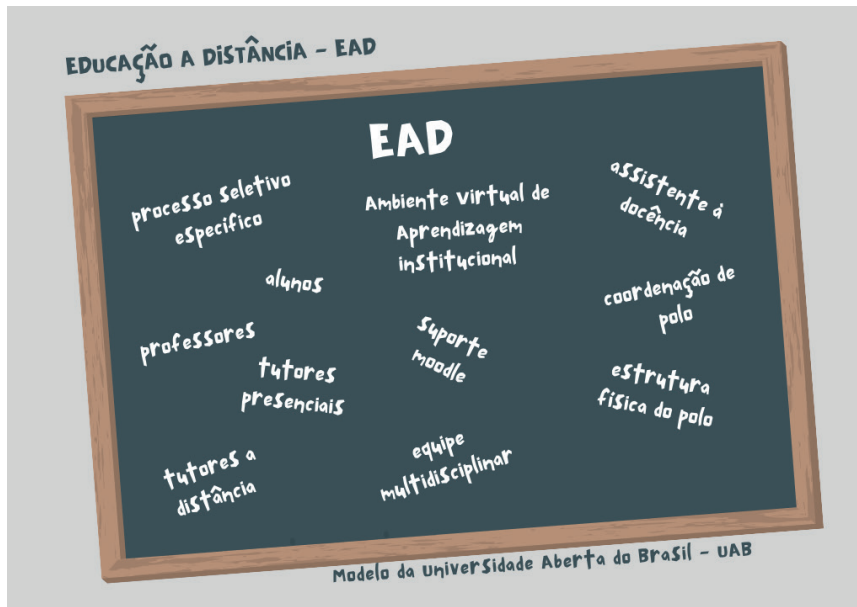 EDUCAÇÃO A DISTÂNCIA - EAD
EAD
processo seletivo
específico
Ambiente virtual de
Aprendizagem
institucional
assistente à
docência
alunos
coordenação de
polo
professores
suporte
moodle
tutores
presenciais
estrutura
física do polo
tutores a
distância
equipe
multidisciplinar
Modelo da Universidade Aberta do Brasil - UAB